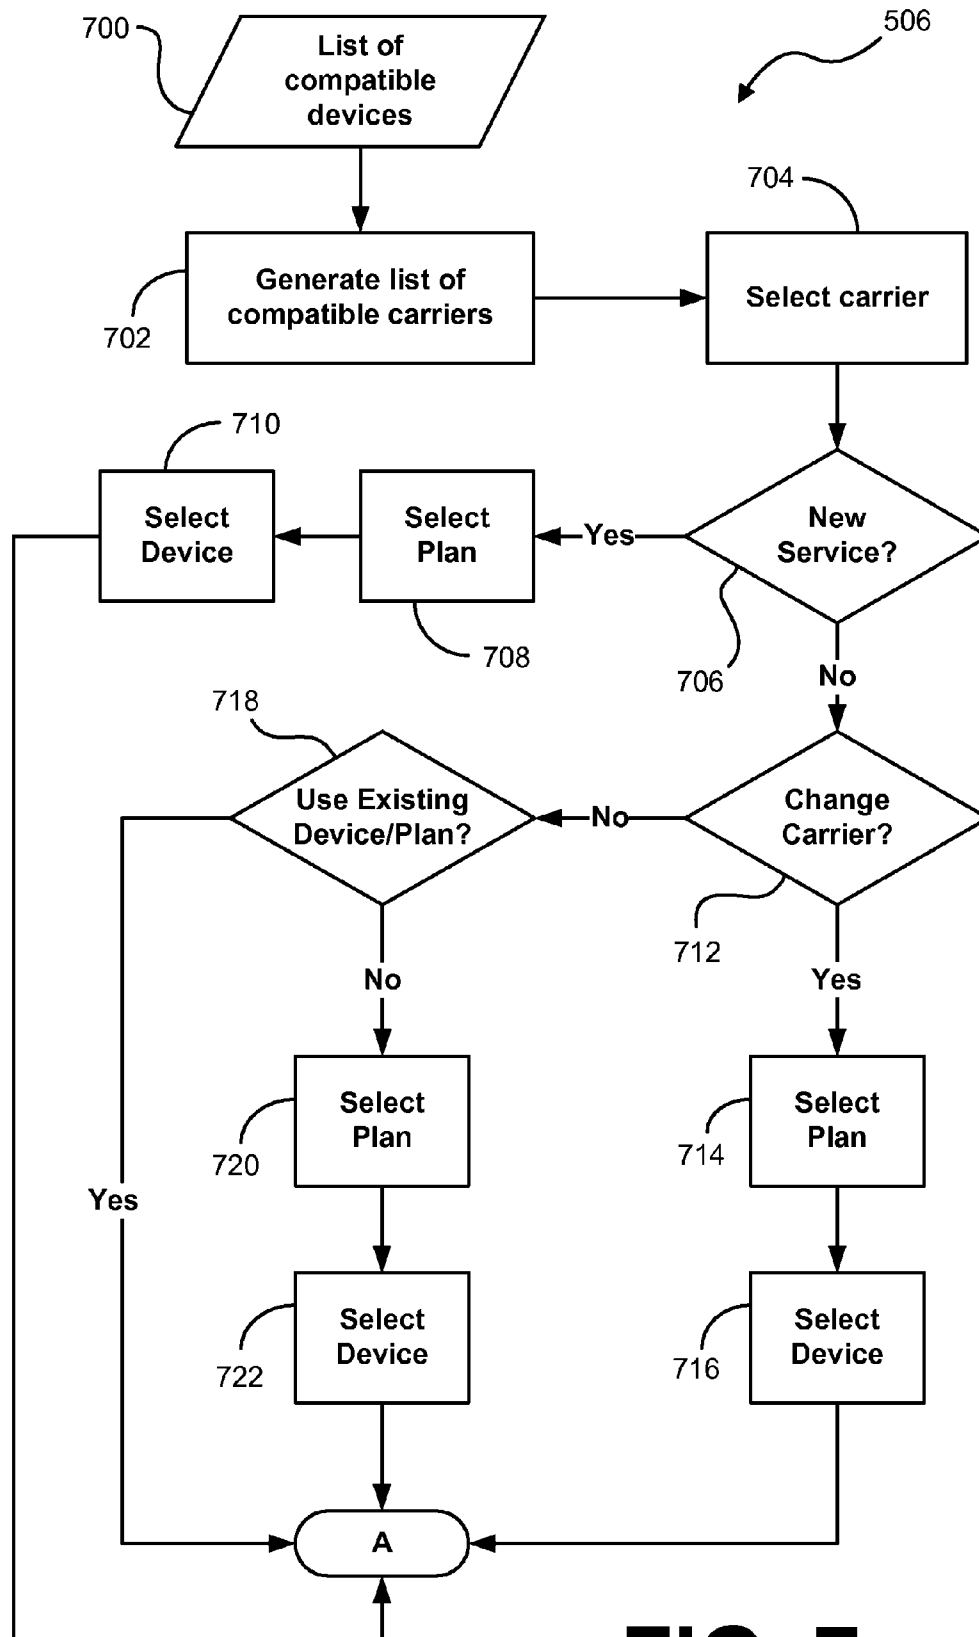 700
List of
compatible
devices
506
704
Generate list of
compatible carriers
Select carrier
702
710
Select
Device
Select
Plan
Yes
New
Service?
708
706
No
718
Use Existing
Device/Plan?
No
Change
Carrier?
712
No
Yes
Select
Plan
720
Select
Plan
714
Yes
Select
Device
722
Select
Device
716
A